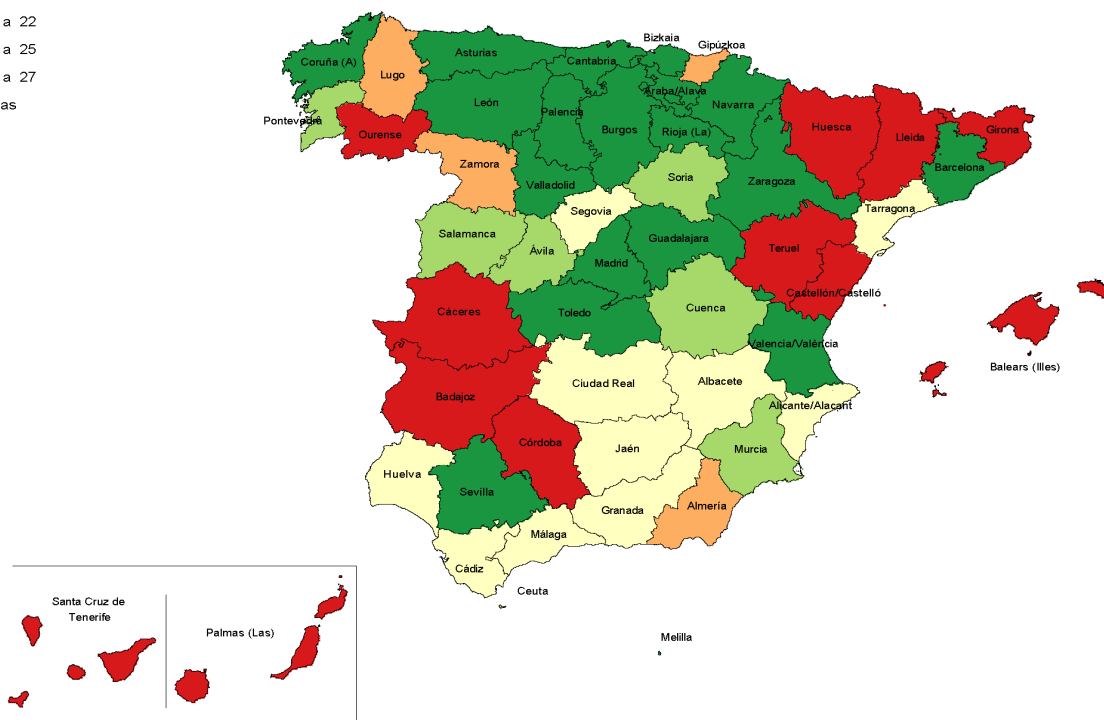 a 22
a 25
a 27
as
Coruña (A)
Lugo
Asturias
Cantabria
Bizkaia
Gipúzkoa
Araba/Álava
Navarra
León
Palencia
Burgos
Rioja (La)
Huesca
Lleida
Girona
Barcelona
Pontevedra
Ourense
Zamora
Valladolid
Soria
Zaragoza
Tarragona
Segovia
Salamanca
Ávila
Madrid
Guadalajara
Teruel
Castellón/Castelló
Cáceres
Toledo
Cuenca
Valencia/València
Balears (Illes)
Badajoz
Ciudad Real
Albacete
Alicante/Alacant
Córdoba
Jaén
Murcia
Huelva
Sevilla
Granada
Almería
Málaga
Cádiz
Ceuta
Melilla
Santa Cruz de
Tenerife
Palmas (Las)